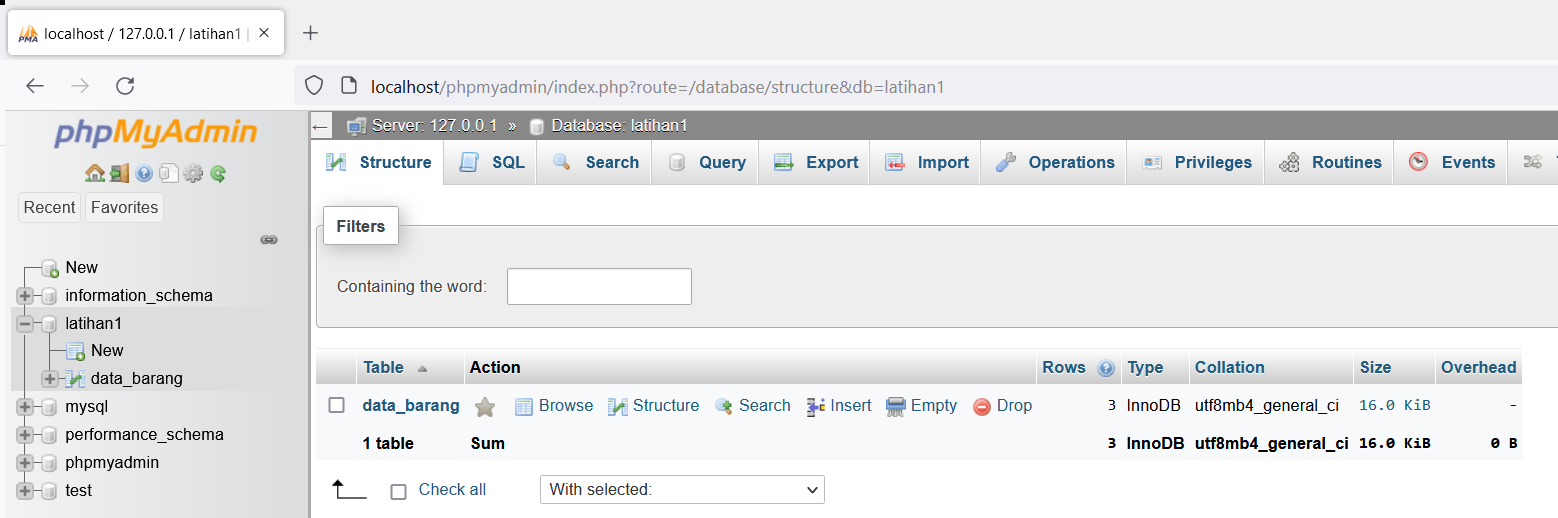 localhost / 127.0.0.1 / latihan1 |
localhost/phpmyadmin/index.php?route=/database/structure&db=latihan1
phpMyAdmin
Recent Favorites
New
information_schema
latihan1
New
data_barang
mysql
performance_schema
phpmyadmin
test
Server: 127.0.0.1 » Database: latihan1
Structure SQL Search Query Export Import Operations Privileges Routines Events
Filters
Containing the word:
Table Action Rows Type Collation Size Overhead
data_barang Browse Structure Search Insert Empty Drop 3 InnoDB utf8mb4_general_ci 16.0 KiB -
1 table Sum 3 InnoDB utf8mb4_general_ci 16.0 KiB 0 B
Check all With selected: